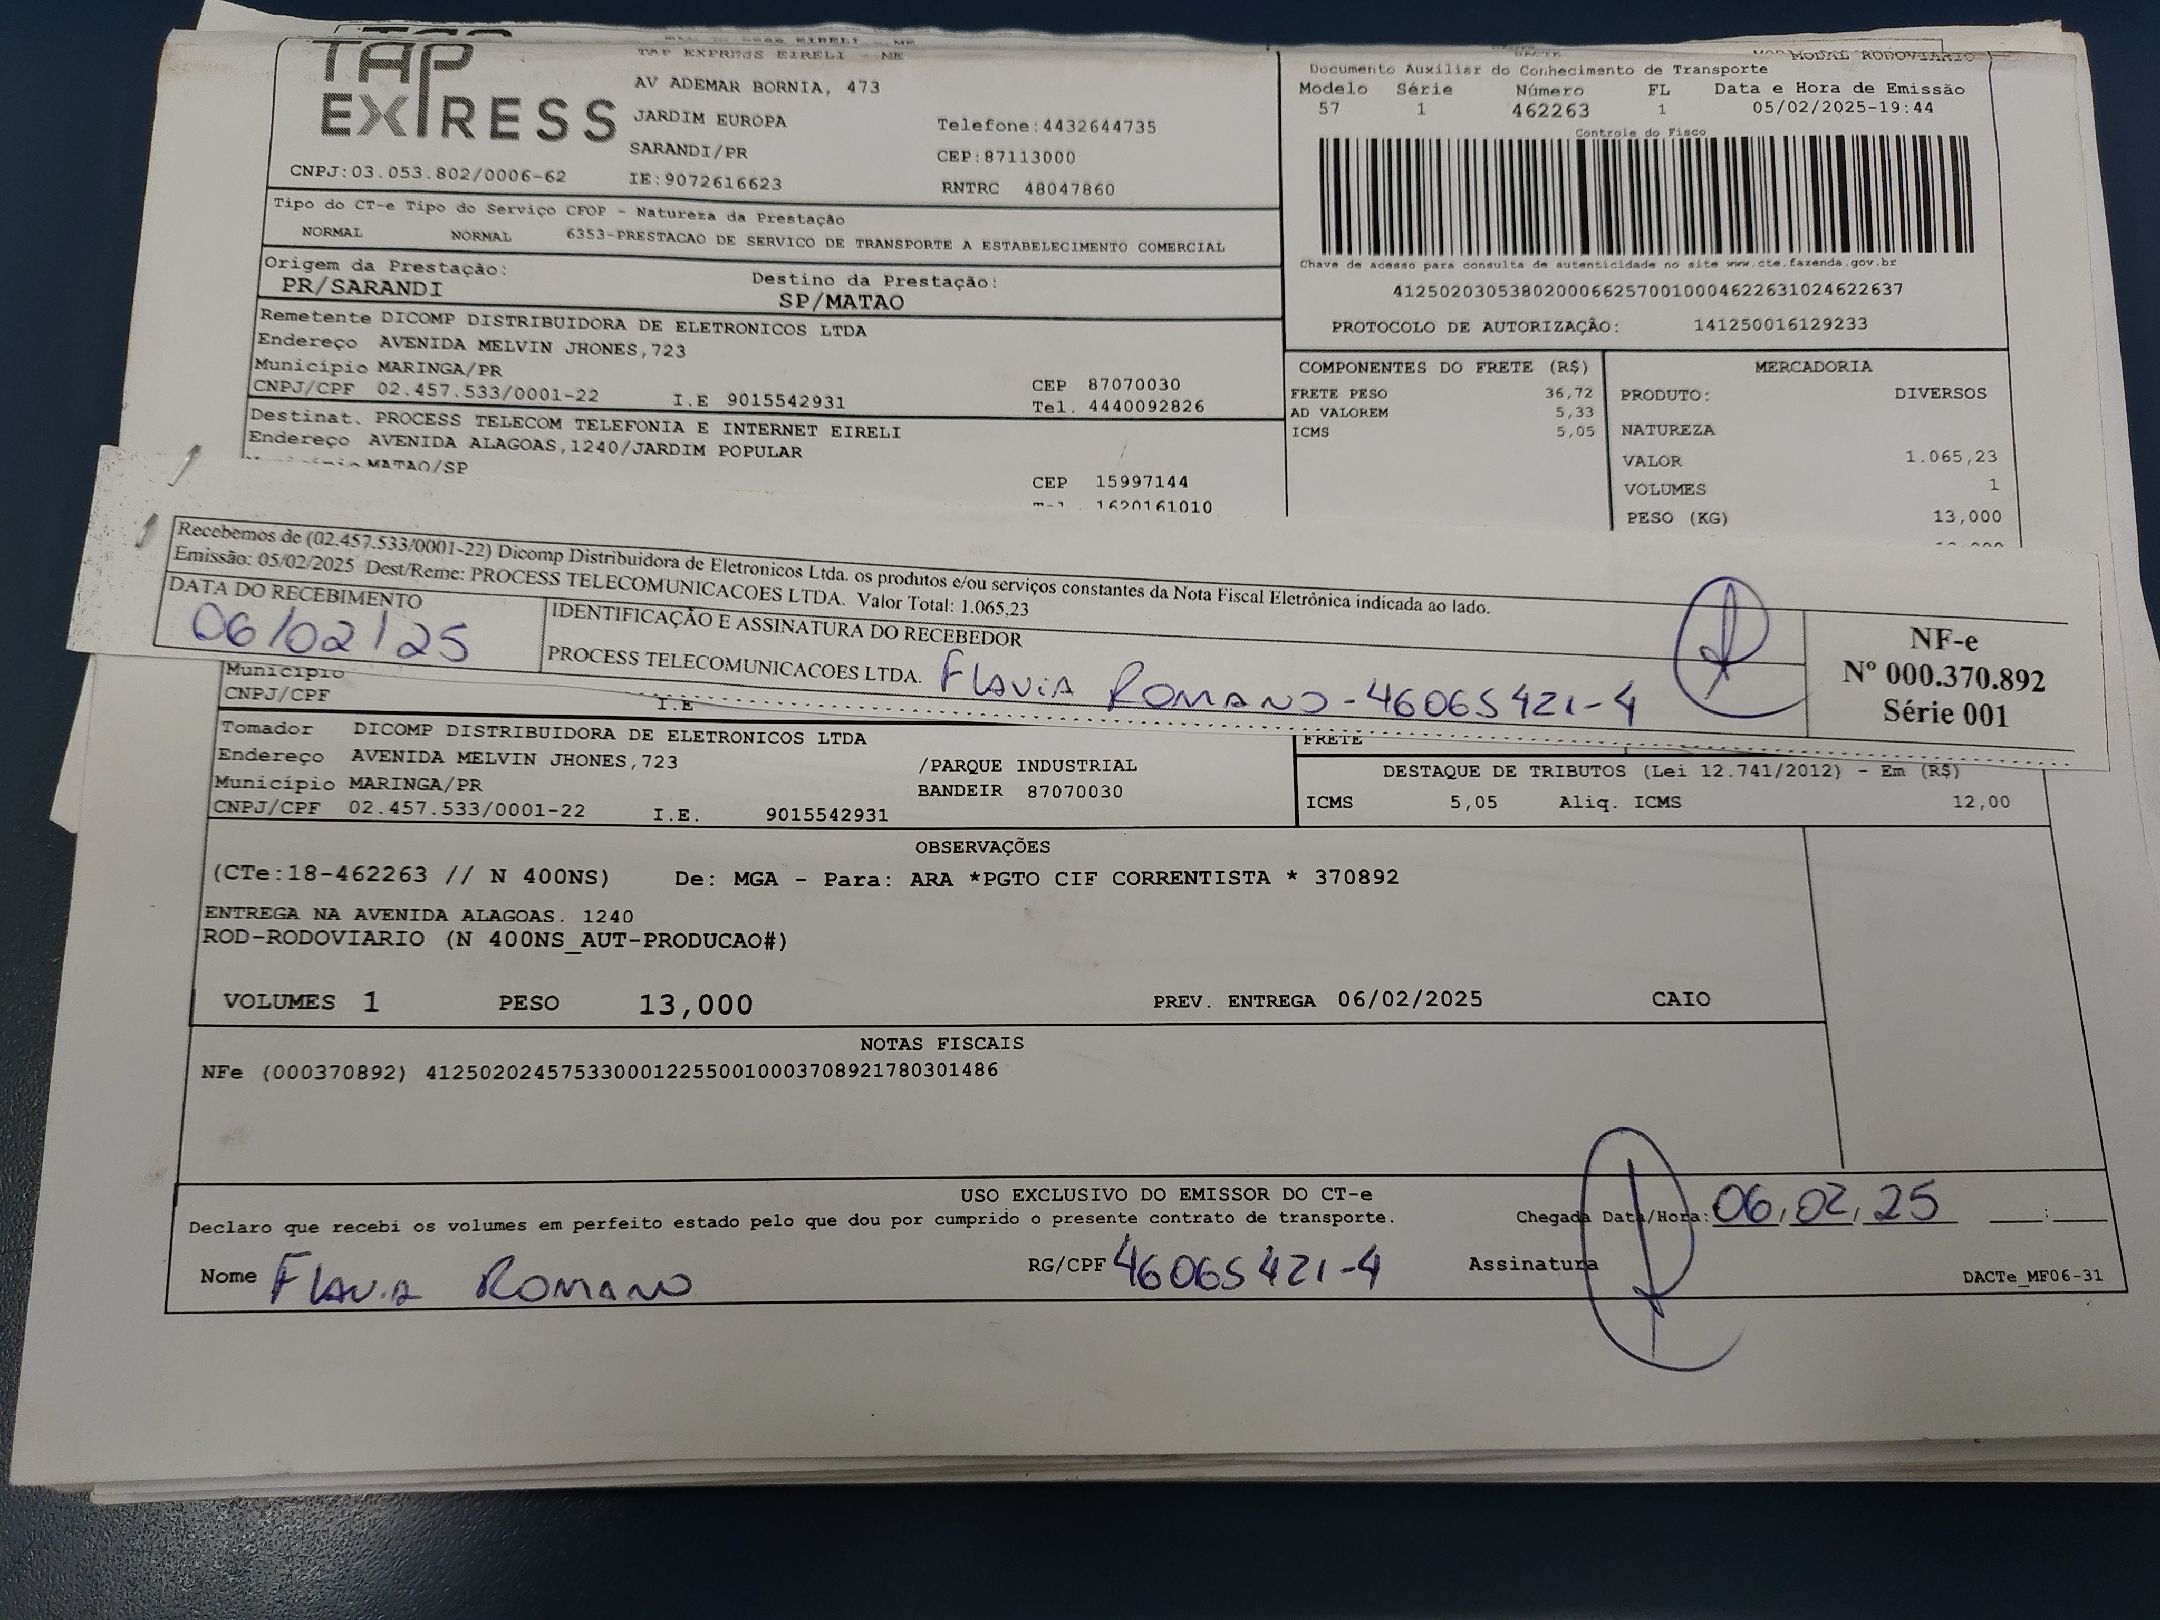 TAP EXPRESS
TAP EXPRESS EIRELI - ME
AV ADEMAR BORNIA, 473
JARDIM EUROPA
Telefone:4432644735
SARANDI/PR
CEP:87113000
CNPJ:03.053.802/0006-62
IE:9072616623
RNTRC 48047860
MODAL RODOVIARIO
Documento Auxiliar do Conhecimento de Transporte
Modelo Série Número FL Data e Hora de Emissão
57 1 462263 1 05/02/2025-19:44
Controle do Fisco
Chave de acesso para consulta de autenticidade no site www.cte.fazenda.gov.br
41250203053802000662570010004622631024622637
PROTOCOLO DE AUTORIZAÇÃO: 141250016129233
Tipo do CT-e Tipo do Serviço CFOP - Natureza da Prestação
NORMAL NORMAL 6353-PRESTACAO DE SERVICO DE TRANSPORTE A ESTABELECIMENTO COMERCIAL
Origem da Prestação: Destino da Prestação:
PR/SARANDI SP/MATAO
Remetente DICOMP DISTRIBUIDORA DE ELETRONICOS LTDA
Endereço AVENIDA MELVIN JHONES,723
Município MARINGA/PR CEP 87070030
CNPJ/CPF 02.457.533/0001-22 I.E 9015542931 Tel. 4440092826
Destinat. PROCESS TELECOM TELEFONIA E INTERNET EIRELI
Endereço AVENIDA ALAGOAS,1240/JARDIM POPULAR
MATAO/SP CEP 15997144
1620161010
COMPONENTES DO FRETE (R$)
FRETE PESO 36,72
AD VALOREM 5,33
ICMS 5,05
MERCADORIA
PRODUTO: DIVERSOS
NATUREZA
VALOR 1.065,23
VOLUMES 1
PESO (KG) 13,000
Recebemos de (02.457.533/0001-22) Dicomp Distribuidora de Eletronicos Ltda. os produtos e/ou serviços constantes da Nota Fiscal Eletrônica indicada ao lado.
Emissão: 05/02/2025 Dest/Reme: PROCESS TELECOMUNICACOES LTDA. Valor Total: 1.065,23
DATA DO RECEBIMENTO
06/02/25
IDENTIFICAÇÃO E ASSINATURA DO RECEBEDOR
PROCESS TELECOMUNICACOES LTDA. FLAViA ROMANO-46065421-4
NF-e
Nº 000.370.892
Série 001
Município
CNPJ/CPF I.E
FRETE
Tomador DICOMP DISTRIBUIDORA DE ELETRONICOS LTDA
Endereço AVENIDA MELVIN JHONES,723 /PARQUE INDUSTRIAL
Município MARINGA/PR BANDEIR 87070030
CNPJ/CPF 02.457.533/0001-22 I.E. 9015542931
DESTAQUE DE TRIBUTOS (Lei 12.741/2012) - Em (R$)
ICMS 5,05 Aliq. ICMS 12,00
OBSERVAÇÕES
(CTe:18-462263 // N 400NS) De: MGA - Para: ARA *PGTO CIF CORRENTISTA * 370892
ENTREGA NA AVENIDA ALAGOAS. 1240
ROD-RODOVIARIO (N 400NS_AUT-PRODUCAO#)
VOLUMES 1 PESO 13,000 PREV. ENTREGA 06/02/2025 CAIO
NOTAS FISCAIS
NFe (000370892) 41250202457533000122550010003708921780301486
USO EXCLUSIVO DO EMISSOR DO CT-e
Declaro que recebi os volumes em perfeito estado pelo que dou por cumprido o presente contrato de transporte. Chegada Data/Hora: 06,02,25 ___:___
Nome FLAViA ROMANO RG/CPF 46065421-4 Assinatura
DACTe_MF06-31